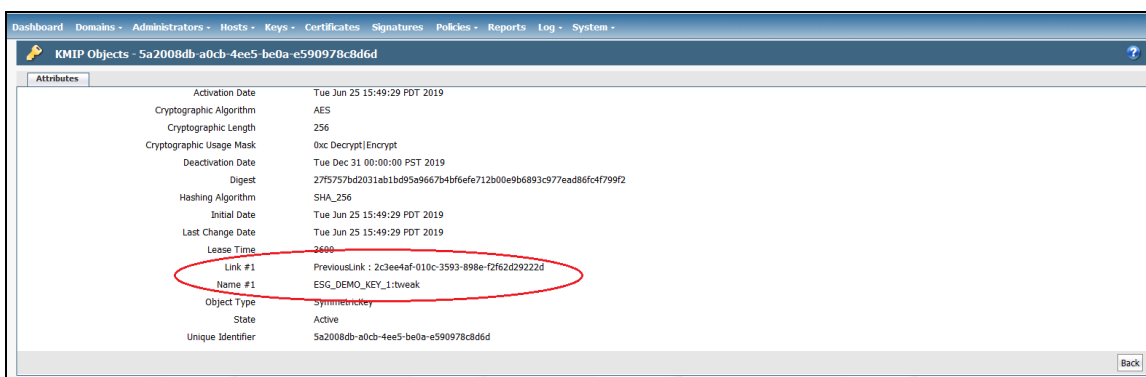 Dashboard Domains Administrators Hosts Keys Certificates Signatures Policies Reports Log System
KMIP Objects - 5a2008db-a0cb-4ee5-be0a-e590978c8d6d ?
Attributes
Activation Date Tue Jun 25 15:49:29 PDT 2019
Cryptographic Algorithm AES
Cryptographic Length 256
Cryptographic Usage Mask 0xc Decrypt|Encrypt
Deactivation Date Tue Dec 31 00:00:00 PST 2019
Digest 27f5757bd2031ab1bd95a9667b4bf6efe712b00e9b6893c977ead86fc4f799f2
Hashing Algorithm SHA_256
Initial Date Tue Jun 25 15:49:29 PDT 2019
Last Change Date Tue Jun 25 15:49:29 PDT 2019
Lease Time 3600
Link #1 PreviousLink : 2c3ee4af-010c-3593-898e-f2f62d29222d
Name #1 ESG_DEMO_KEY_1:tweak
Object Type SymmetricKey
State Active
Unique Identifier 5a2008db-a0cb-4ee5-be0a-e590978c8d6d
Back